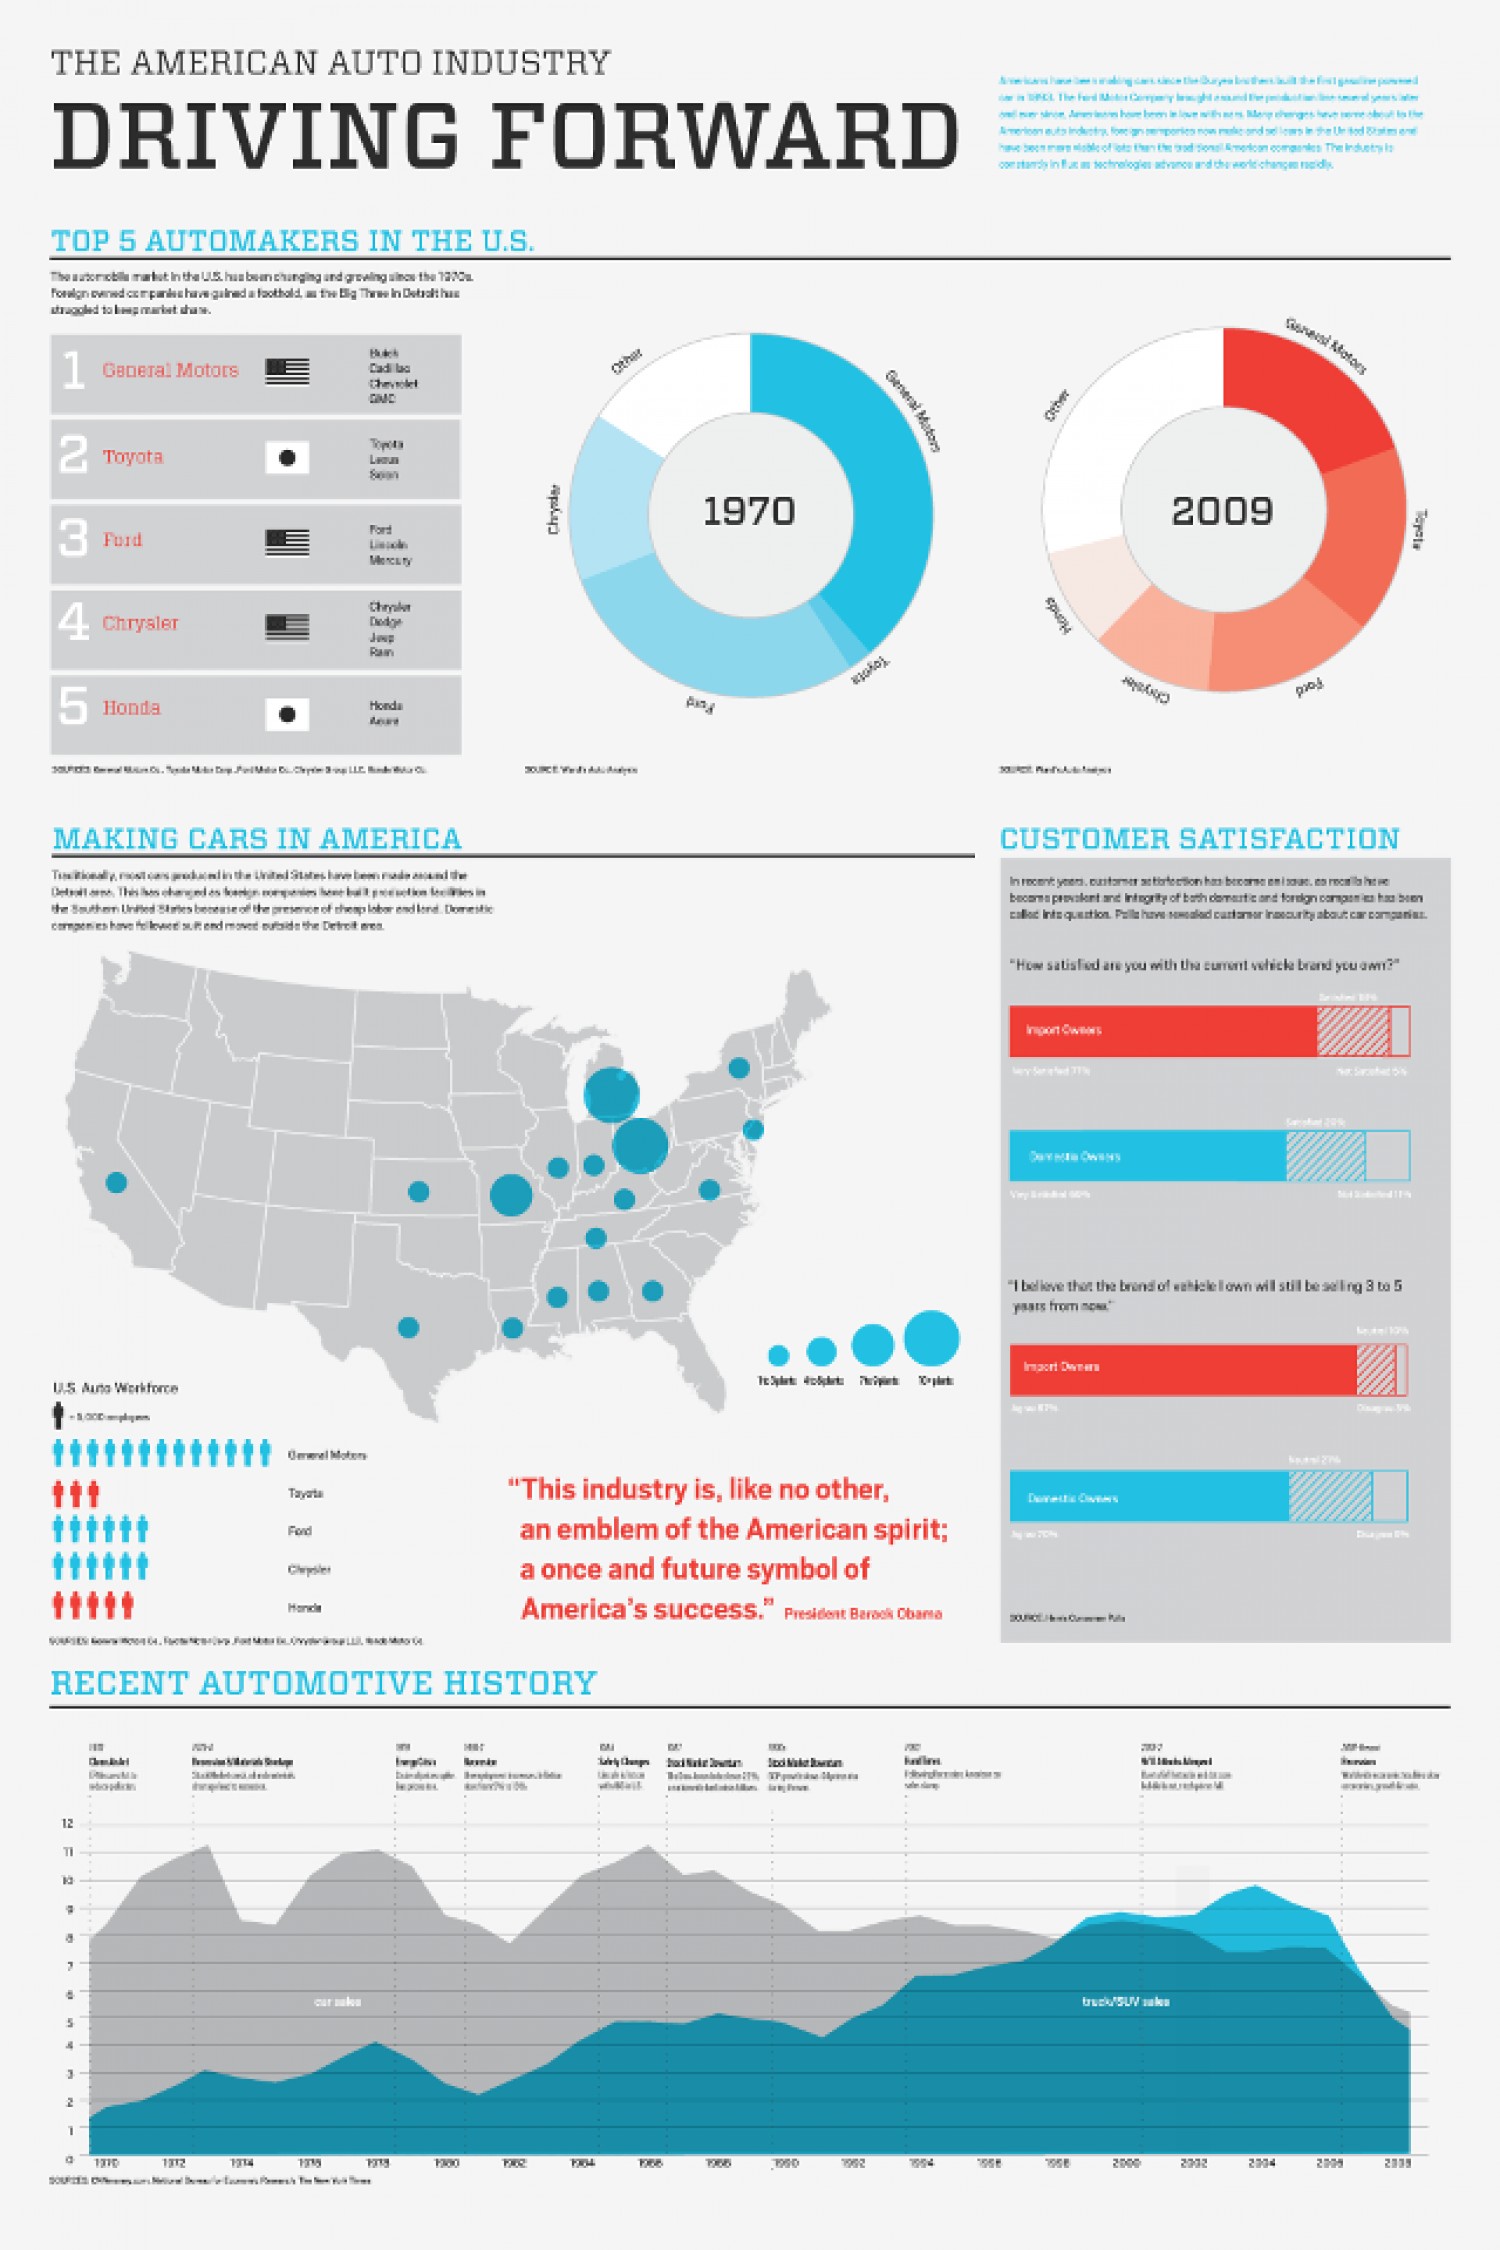 THE AMERICAN AUTO INDUSTRY
DRIVING FORWARD
Americans have been making cars since the Duryea brothers built the first gasoline powered
car in 1893. The Ford Motor Company brought around the production line several years later
and ever since, Americans have been in love with cars. Many changes have come about to the
American auto industry, foreign companies now make and sell cars in the United States and
have been more viable of late than the traditional American companies. The industry is
constantly in flux as technologies advance and the world changes rapidly.
TOP 5 AUTOMAKERS IN THE U.S.
The automobile market in the U.S. has been changing and growing since the 1970s.
Foreign owned companies have gained a foothold, as the Big Three in Detroit has
struggled to keep market share.
1 General Motors
Buick
Cadillac
Chevrolet
GMC
2 Toyota
Toyota
Lexus
Scion
3 Ford
Ford
Lincoln
Mercury
4 Chrysler
Chrysler
Dodge
Jeep
Ram
5 Honda
Honda
Acura
SOURCES: General Motors Co., Toyota Motor Corp., Ford Motor Co., Chrysler Group LLC, Honda Motor Co.
1970
General Motors
Toyota
Ford
Chrysler
Other
SOURCE: Ward's Auto Analysis
2009
General Motors
Toyota
Ford
Chrysler
Honda
Other
SOURCE: Ward's Auto Analysis
MAKING CARS IN AMERICA
Traditionally, most cars produced in the United States have been made around the
Detroit area. This has changed as foreign companies have built production facilities in
the Southern United States because of the presence of cheap labor and land. Domestic
companies have followed suit and moved outside the Detroit area.
1 to 3 plants
4 to 6 plants
7 to 9 plants
10+ plants
U.S. Auto Workforce
= 5,000 employees
General Motors
Toyota
Ford
Chrysler
Honda
SOURCES: General Motors Co., Toyota Motor Corp., Ford Motor Co., Chrysler Group LLC, Honda Motor Co.
“This industry is, like no other,
an emblem of the American spirit;
a once and future symbol of
America’s success.” President Barack Obama
CUSTOMER SATISFACTION
In recent years, customer satisfaction has become an issue, as recalls have
become prevalent and integrity of both domestic and foreign companies has been
called into question. Polls have revealed customer insecurity about car companies.
“How satisfied are you with the current vehicle brand you own?”
Satisfied 18%
Import Owners
Very Satisfied 77%
Not Satisfied 5%
Satisfied 20%
Domestic Owners
Very Satisfied
Not Satisfied 11%
“I believe that the brand of vehicle I own will still be selling 3 to 5
years from now.”
Neutral 10%
Import Owners
Agree 87%
Disagree 3%
Neutral 21%
Domestic Owners
Agree 70%
Disagree 9%
SOURCE: Harris Consumer Polls
RECENT AUTOMOTIVE HISTORY
Clean Air Act
Recession & Materials Shortage
Energy Crisis
Recession
Safety Changes
Stock Market Downturn
Stock Market Downturn
Hard Times
9/11 Attacks
Recession
12
11
10
9
8
7
6
5
4
3
2
1
0
car sales
truck/SUV sales
1970 1972 1974 1976 1978 1980 1982 1984 1986 1988 1990 1992 1994 1996 1998 2000 2002 2004 2006 2008
SOURCES: CNNmoney.com, National Bureau for Economic Research, The New York Times